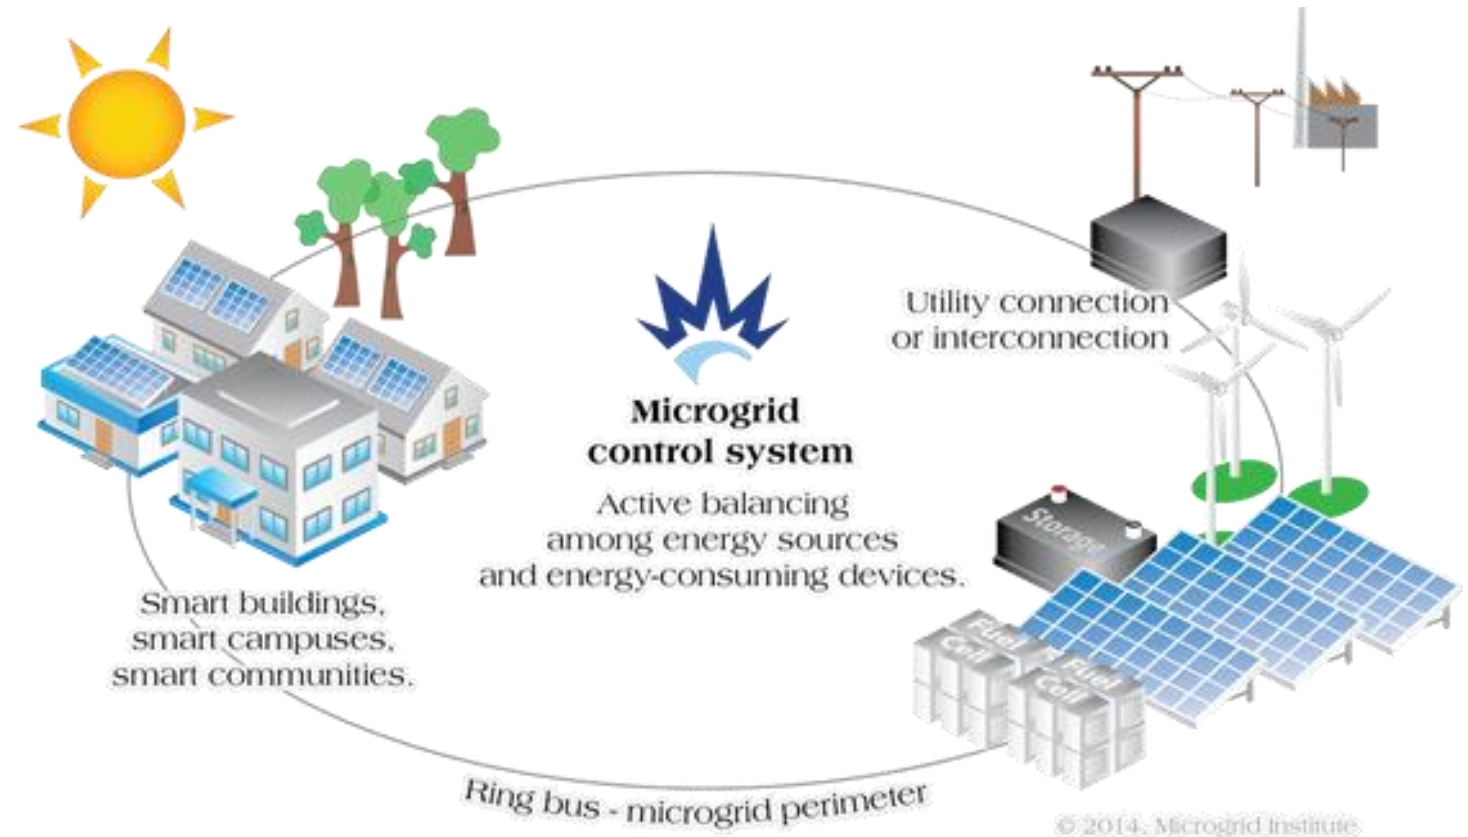 Utility connection
or interconnection
Microgrid
control system
Active balancing
among energy sources
and energy-consuming devices.
Storage
Smart buildings,
smart campuses,
smart communities.
Fuel
Cell
Fuel
Cell
Ring bus - microgrid perimeter
© 2014. Microgrid Institute